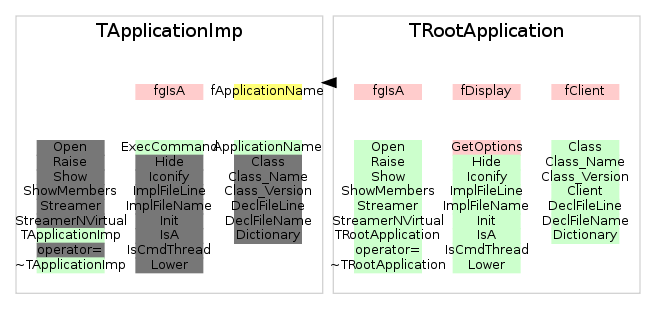 TApplicationImp
fgIsA fApplicationName
Open ExecCommand ApplicationName
Raise Hide Class
Show Iconify Class_Name
ShowMembers ImplFileLine Class_Version
Streamer ImplFileName DeclFileLine
StreamerNVirtual Init DeclFileName
TApplicationImp IsA Dictionary
operator= IsCmdThread
~TApplicationImp Lower
TRootApplication
fgIsA fDisplay fClient
Open GetOptions Class
Raise Hide Class_Name
Show Iconify Class_Version
ShowMembers ImplFileLine Client
Streamer ImplFileName DeclFileLine
StreamerNVirtual Init DeclFileName
TRootApplication IsA Dictionary
operator= IsCmdThread
~TRootApplication Lower